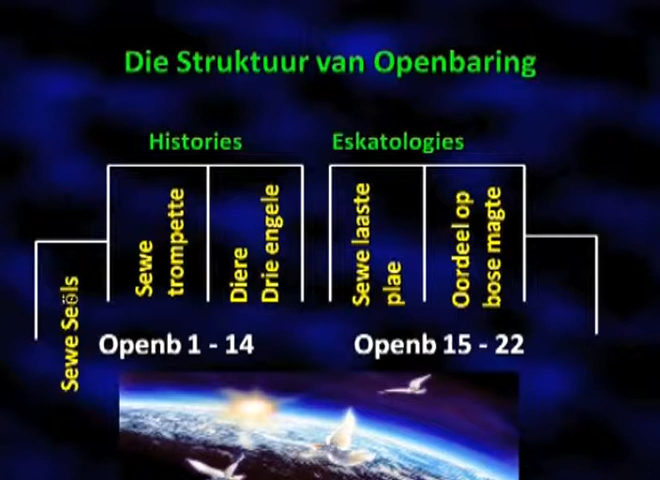 Die Struktuur van Openbaring
Histories
Eskatologies
Sewe Seëls
Sewe
trompette
Diere
Drie engele
Sewe laaste
plae
Oordeel op
bose magte
Openb 1 - 14
Openb 15 - 22